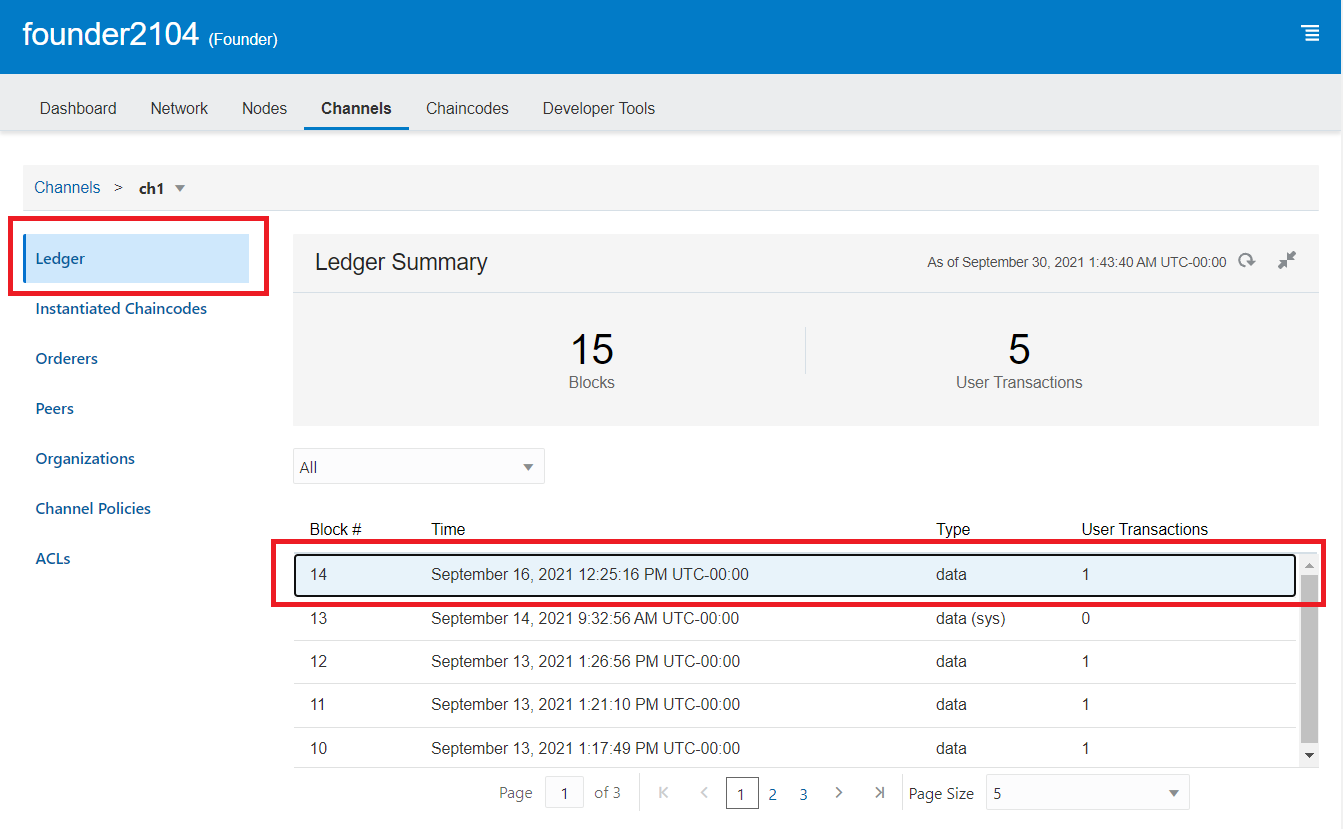 founder2104 (Founder)
Dashboard Network Nodes Channels Chaincodes Developer Tools
Channels > ch1
Ledger
Instantiated Chaincodes
Orderers
Peers
Organizations
Channel Policies
ACLs
Ledger Summary As of September 30, 2021 1:43:40 AM UTC-00:00
15 5
Blocks User Transactions
All
Block # Time Type User Transactions
14 September 16, 2021 12:25:16 PM UTC-00:00 data 1
13 September 14, 2021 9:32:56 AM UTC-00:00 data (sys) 0
12 September 13, 2021 1:26:56 PM UTC-00:00 data 1
11 September 13, 2021 1:21:10 PM UTC-00:00 data 1
10 September 13, 2021 1:17:49 PM UTC-00:00 data 1
Page 1 of 3 1 2 3 Page Size 5